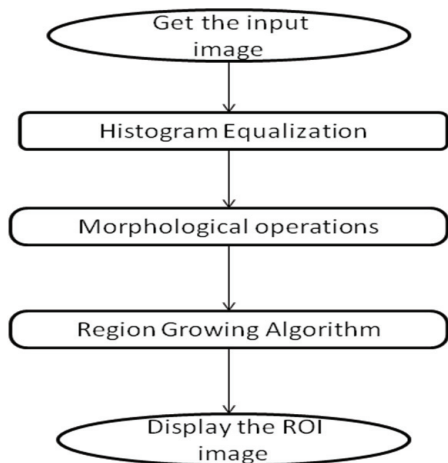 Get the input
image
Histogram Equalization
Morphological operations
Region Growing Algorithm
Display the ROI
image